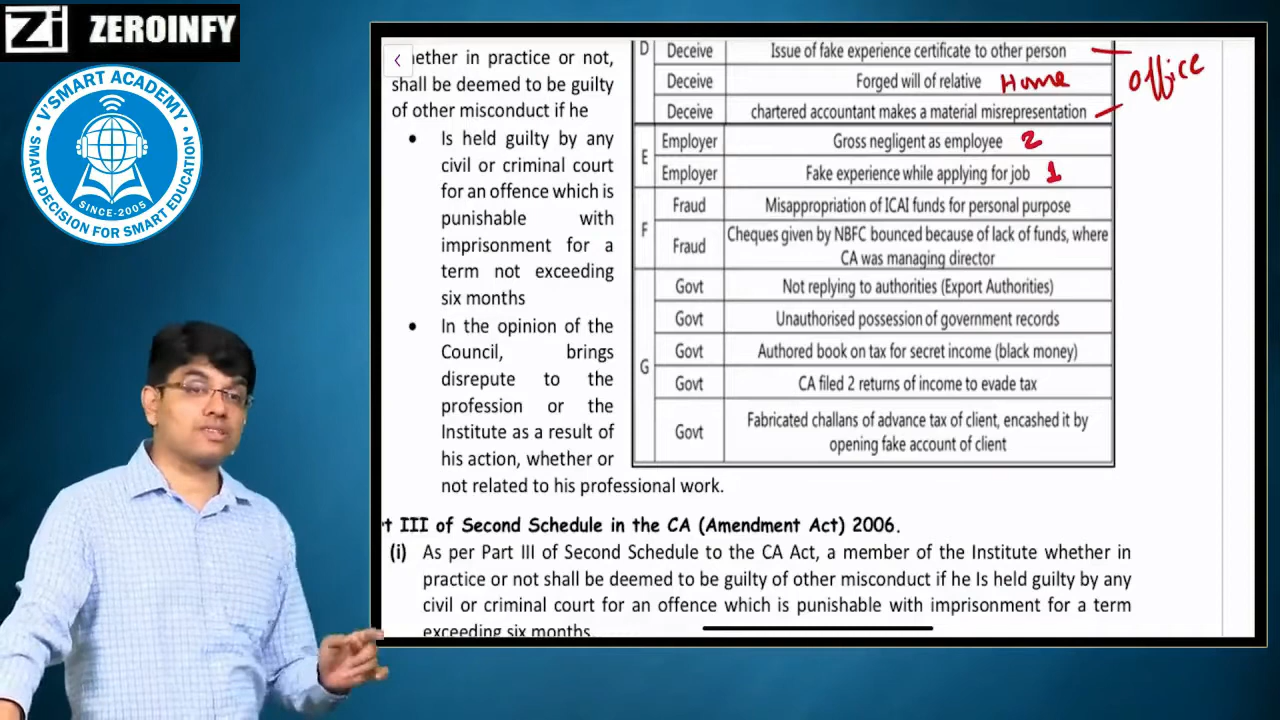 Zi ZEROINFY
V'SMART ACADEMY
SMART DECISION FOR SMART EDUCATION
SINCE-2005
whether in practice or not,
shall be deemed to be guilty
of other misconduct if he
• Is held guilty by any
civil or criminal court
for an offence which is
punishable with
imprisonment for a
term not exceeding
six months
• In the opinion of the
Council, brings
disrepute to the
profession or the
Institute as a result of
his action, whether or
not related to his professional work.
D Deceive Issue of fake experience certificate to other person
Deceive Forged will of relative Home
Office
Deceive chartered accountant makes a material misrepresentation
E Employer Gross negligent as employee 2
Employer Fake experience while applying for job 1
F Fraud Misappropriation of ICAI funds for personal purpose
Fraud Cheques given by NBFC bounced because of lack of funds, where
CA was managing director
G Govt Not replying to authorities (Export Authorities)
Govt Unauthorised possession of government records
Govt Authored book on tax for secret income (black money)
Govt CA filed 2 returns of income to evade tax
Govt Fabricated challans of advance tax of client, encashed it by
opening fake account of client
t III of Second Schedule in the CA (Amendment Act) 2006.
(i) As per Part III of Second Schedule to the CA Act, a member of the Institute whether in
practice or not shall be deemed to be guilty of other misconduct if he Is held guilty by any
civil or criminal court for an offence which is punishable with imprisonment for a term
exceeding six months.